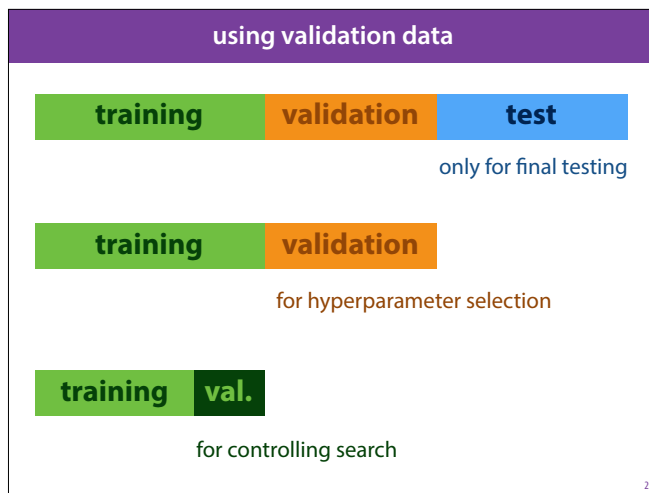 using validation data
training validation test
only for final testing
training validation
for hyperparameter selection
training val.
for controlling search
2